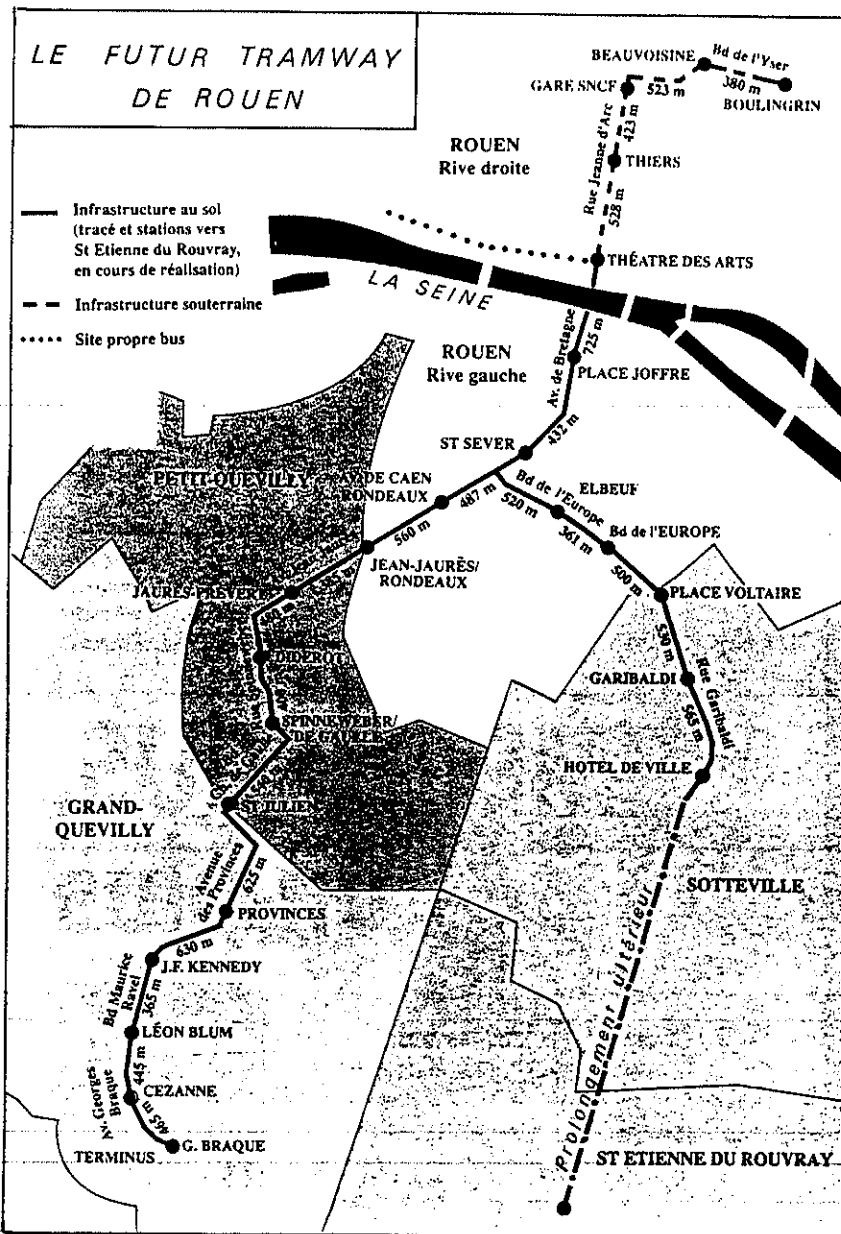 LE FUTUR TRAMWAY
DE ROUEN
BEAUVOISINE
Bd de l'Yser
GARE SNCF
523 m
380 m
BOULINGRIN
Rue Jeanne d'Arc
423 m
ROUEN
Rive droite
THIERS
528 m
Infrastructure au sol
(tracé et stations vers
St Etienne du Rouvray,
en cours de réalisation)
Infrastructure souterraine
Site propre bus
THÉATRE DES ARTS
LA SEINE
Av. de Bretagne
725 m
ROUEN
Rive gauche
PLACE JOFFRE
432 m
ST SEVER
PETIT-QUEVILLY
AV. DE CAEN
RONDEAUX
487 m
Bd de l'Europe
520 m
ELBEUF
361 m
Bd de l'EUROPE
560 m
JEAN-JAURÈS/
RONDEAUX
500 m
JAURÈS-PRÉVERT
PLACE VOLTAIRE
530 m
DIDEROT
GARIBALDI
Rue Garibaldi
565 m
SPINNEWEBER/
DE GAULLE
HOTEL DE VILLE
ST JULIEN
GRAND-
QUEVILLY
Avenue
des Provinces
625 m
SOTTEVILLE
PROVINCES
630 m
J.F. KENNEDY
Bd Maurice
Ravel
365 m
Prolongement ultérieur
LÉON BLUM
445 m
Av. Georges
Braque
CEZANNE
465 m
TERMINUS
G. BRAQUE
ST ETIENNE DU ROUVRAY